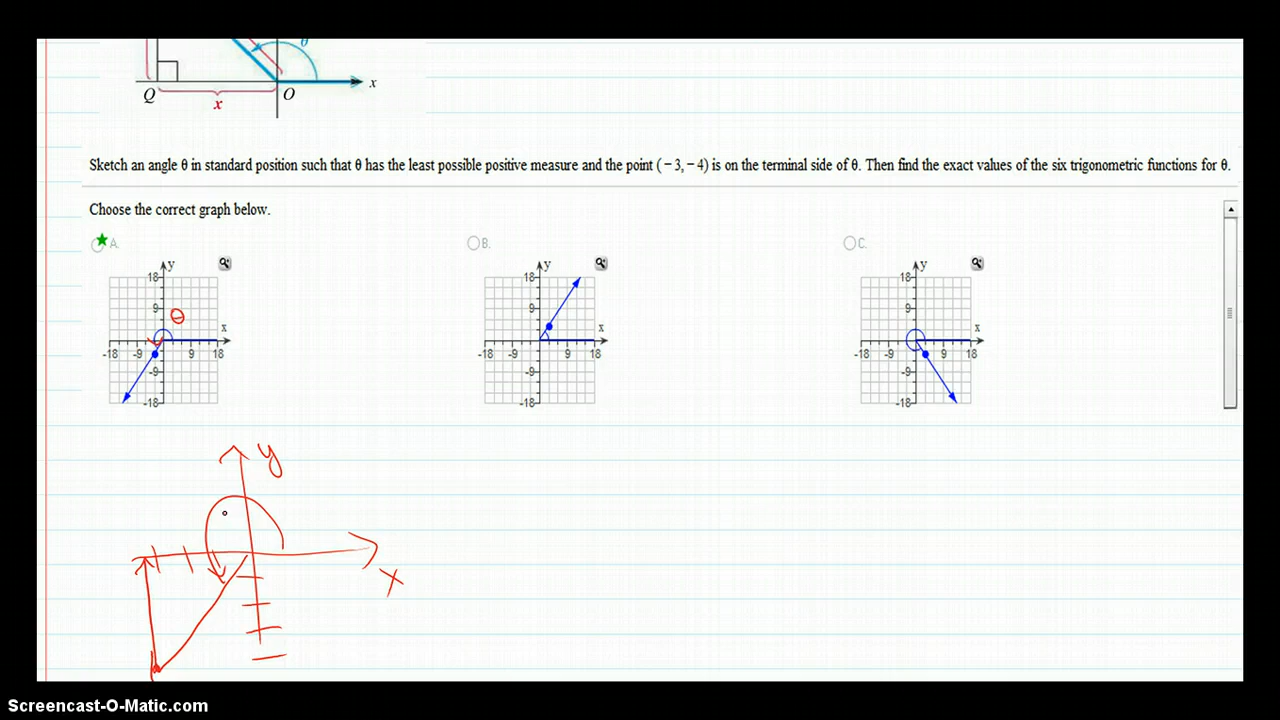 θ
x
Q
O
x
Sketch an angle θ in standard position such that θ has the least possible positive measure and the point (−3,−4) is on the terminal side of θ. Then find the exact values of the six trigonometric functions for θ.
Choose the correct graph below.
A.
B.
C.
y
18
9
θ
x
-18 -9 9 18
-9
-18
y
18
9
x
-18 -9 9 18
-9
-18
y
18
9
x
-18 -9 9 18
-9
-18
y
x
Screencast-O-Matic.com